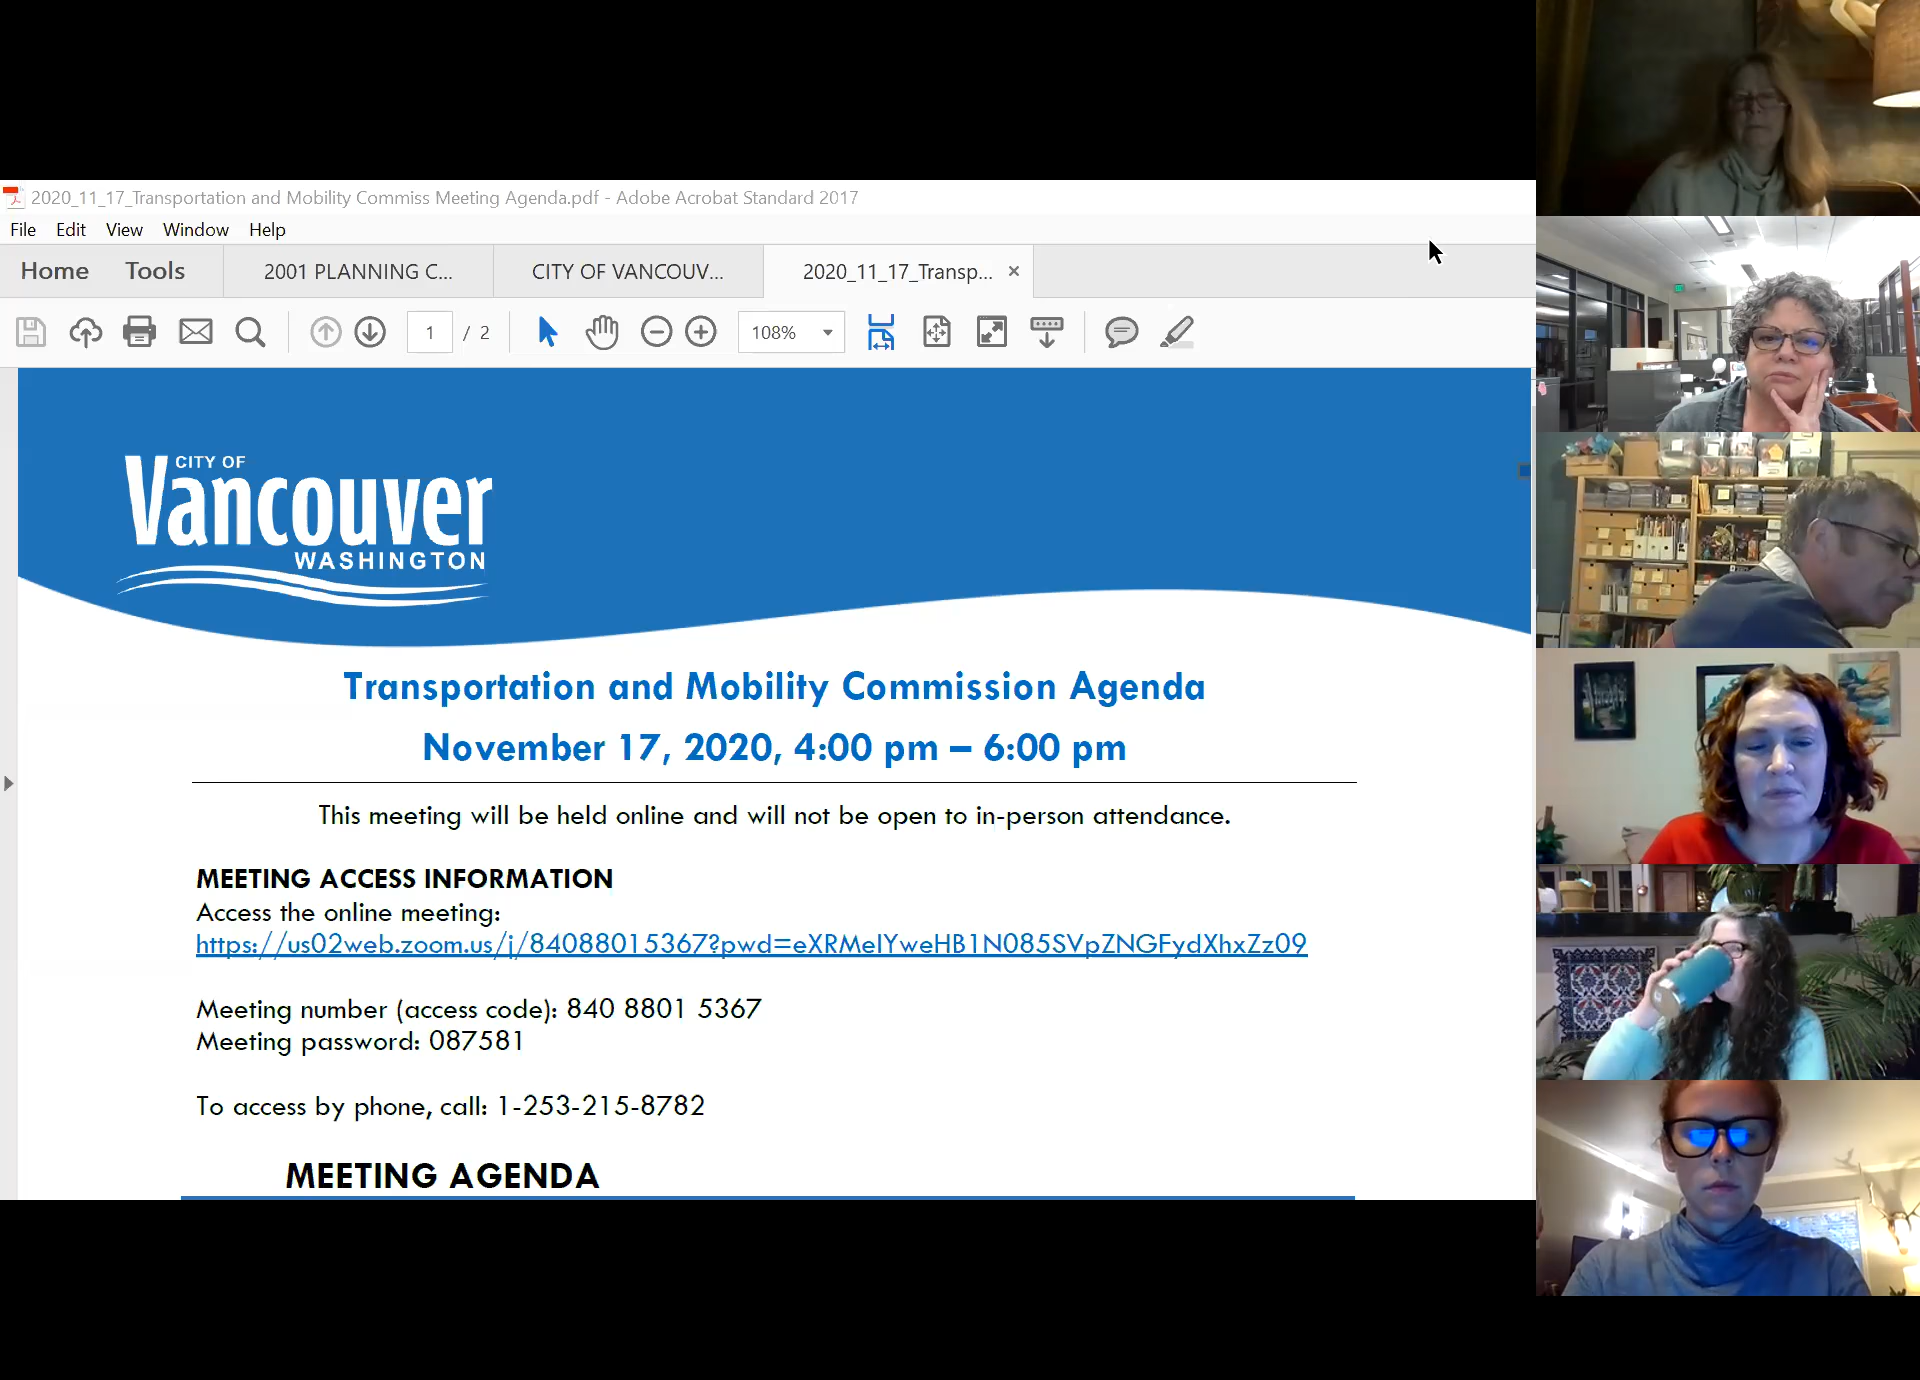 2020_11_17_Transportation and Mobility Commiss Meeting Agenda.pdf - Adobe Acrobat Standard 2017
File Edit View Window Help
Home Tools 2001 PLANNING C... CITY OF VANCOUV... 2020_11_17_Transp... ×
1 / 2 108%
CITY OF
Vancouver
WASHINGTON
Transportation and Mobility Commission Agenda
November 17, 2020, 4:00 pm – 6:00 pm
This meeting will be held online and will not be open to in-person attendance.
MEETING ACCESS INFORMATION
Access the online meeting:
https://us02web.zoom.us/j/84088015367?pwd=eXRMelYweHB1N085SVpZNGFydXhxZz09
Meeting number (access code): 840 8801 5367
Meeting password: 087581
To access by phone, call: 1-253-215-8782
MEETING AGENDA